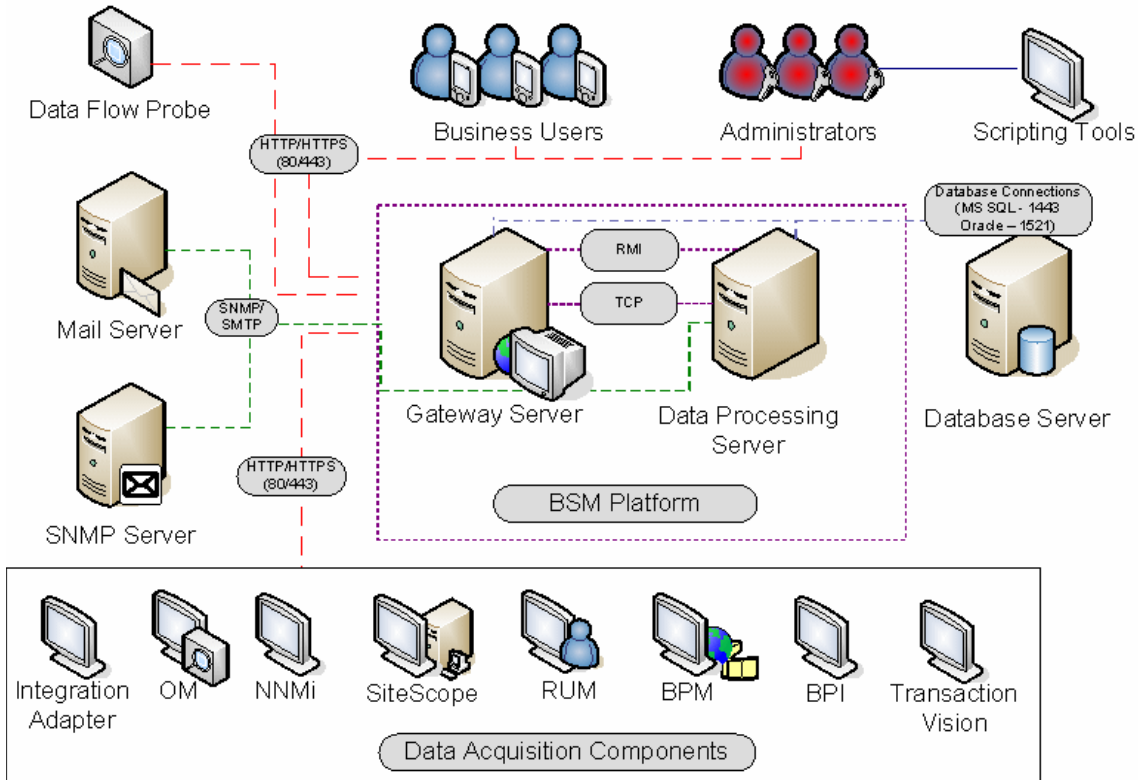 Data Flow Probe
Business Users
Administrators
Scripting Tools
HTTP/HTTPS
(80/443)
Database Connections
(MS SQL - 1443
Oracle – 1521)
RMI
TCP
Mail Server
SNMP/
SMTP
Gateway Server
Data Processing
Server
Database Server
HTTP/HTTPS
(80/443)
BSM Platform
SNMP Server
Integration
Adapter
OM
NNMi
SiteScope
RUM
BPM
BPI
Transaction
Vision
Data Acquisition Components